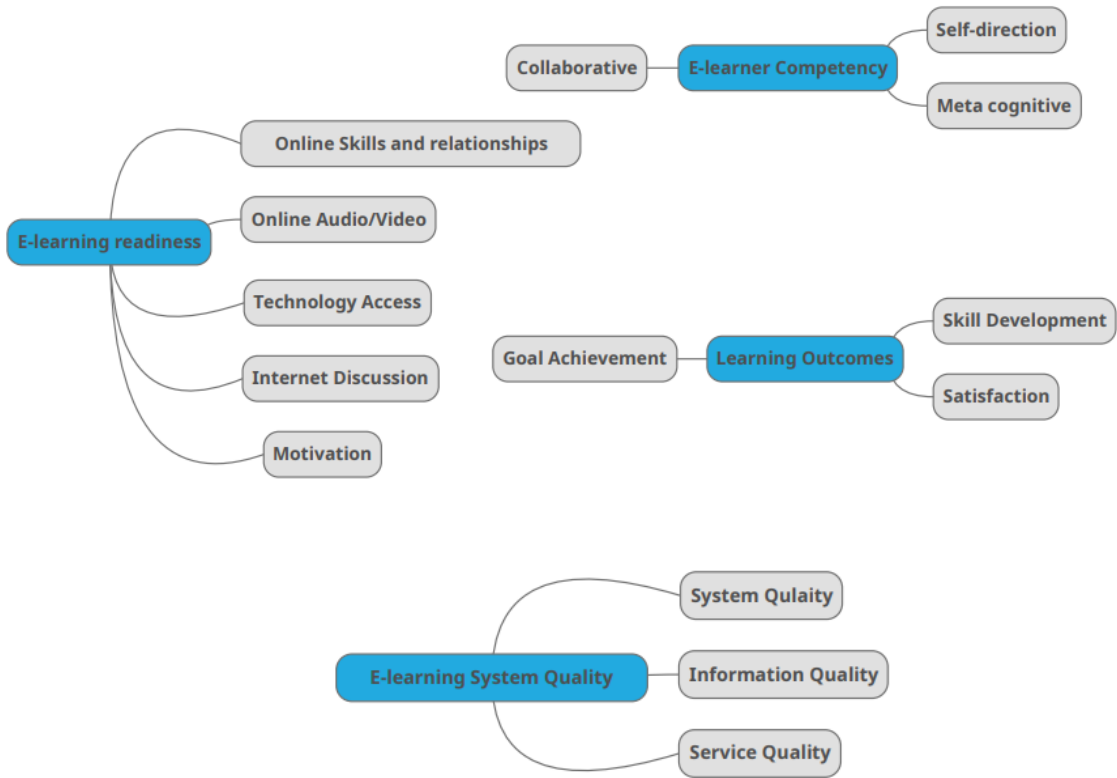 Self-direction
Collaborative
E-learner Competency
Meta cognitive
Online Skills and relationships
Online Audio/Video
E-learning readiness
Technology Access
Internet Discussion
Motivation
Skill Development
Goal Achievement
Learning Outcomes
Satisfaction
System Qulaity
E-learning System Quality
Information Quality
Service Quality